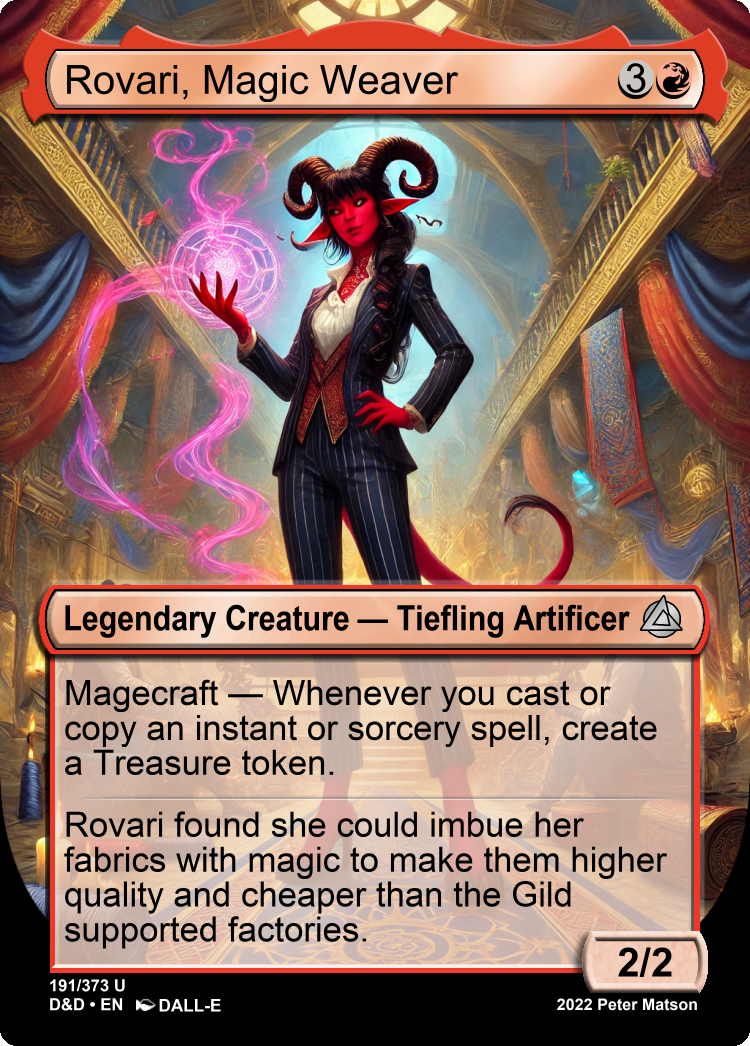 Rovari, Magic Weaver 3
Legendary Creature — Tiefling Artificer
Magecraft — Whenever you cast or
copy an instant or sorcery spell, create
a Treasure token.
Rovari found she could imbue her
fabrics with magic to make them higher
quality and cheaper than the Gild
supported factories.
2/2
191/373 U
D&D • EN DALL-E
2022 Peter Matson